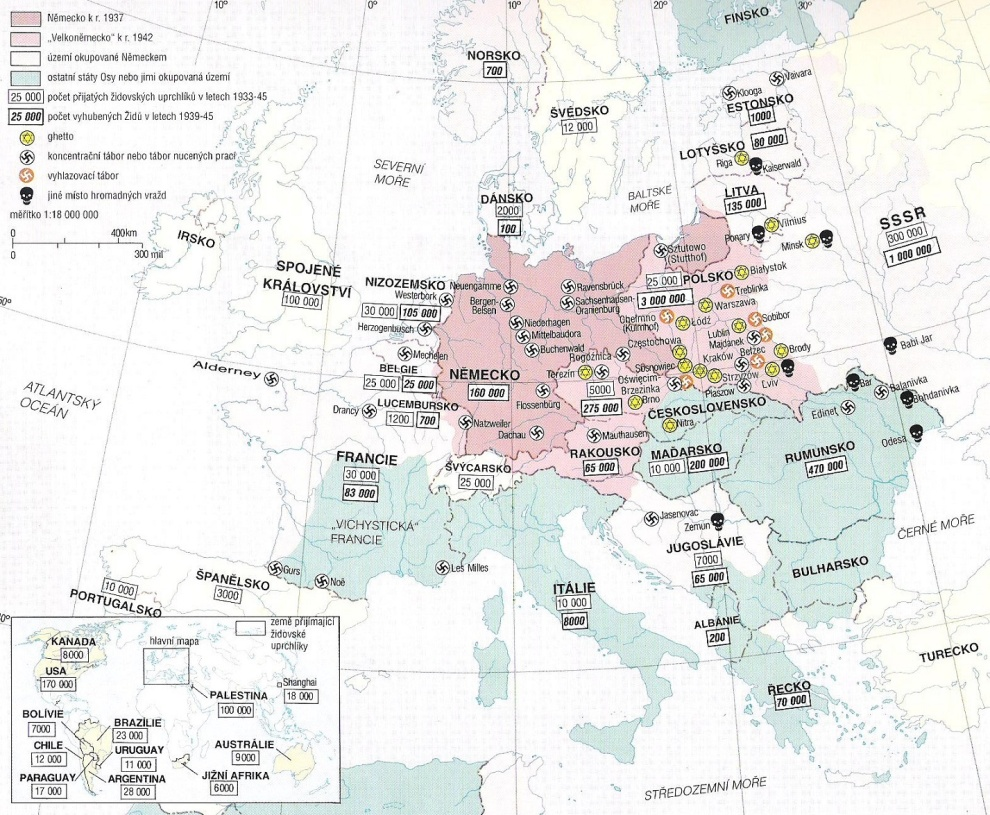 Německo k r. 1937
„Velkoněmecko" k r. 1942
území okupované Německem
ostatní státy Osy nebo jimi okupovaná území
25 000 počet přijatých židovských uprchlíků v letech 1933-45
25 000 počet vyhubených Židů v letech 1939-45
ghetto
koncentrační tábor nebo tábor nucených prací
vyhlazovací tábor
jiné místo hromadných vražd
měřítko 1:18 000 000
0 400km
0 300 mil
10°
0°
10°
20°
30°
FINSKO
NORSKO
700
ŠVÉDSKO
12 000
Vaivara
Klooga
ESTONSKO
1000
LOTYŠSKO
80 000
Riga
Kaiserwald
LITVA
135 000
SEVERNÍ
MOŘE
BALTSKÉ
MOŘE
DÁNSKO
2000
100
IRSKO
SPOJENÉ
KRÁLOVSTVÍ
100 000
SSSR
300 000
1 000 000
Ponary
Vilnius
Minsk
Sztutowo
(Stutthof)
POLSKO
25 000
3 000 000
Białystok
Treblinka
Warszawa
Chełmno
(Kulmhof)
Łódź
Sobibor
Lublin
Majdanek
Bełżec
Częstochowa
Sosnowiec
Kraków
Brody
Rogoźnica
Oświęcim-
Brzezinka
Strzyżów
Płaszów
Lviv
Babi Jar
NIZOZEMSKO
Westerbork
30 000 105 000
Herzogenbusch
Neuengamme
Bergen-
Belsen
Ravensbrück
Sachsenhausen-
Oranienburg
Niederhagen
Mittelbaudora
Buchenwald
NĚMECKO
160 000
Flossenbürg
Dachau
Natzweiler
Mechelen
BELGIE
25 000 25 000
Alderney
LUCEMBURSKO
1200 700
Drancy
Terezín
5000
275 000
Brno
ČESKOSLOVENSKO
Nitra
Mauthausen
RAKOUSKO
65 000
MAĎARSKO
10 000 200 000
RUMUNSKO
470 000
Bar
Balanivka
Bohdanivka
Edinet
Odesa
ATLANTSKÝ
OCEÁN
FRANCIE
30 000
83 000
ŠVÝCARSKO
25 000
„VICHYSTICKÁ"
FRANCIE
Gurs
Noë
Les Milles
Jasenovac
Zemun
JUGOSLÁVIE
7000
65 000
ČERNÉ MOŘE
BULHARSKO
ŠPANĚLSKO
3000
10 000
PORTUGALSKO
ITÁLIE
10 000
8000
ALBÁNIE
200
TURECKO
ŘECKO
70 000
STŘEDOZEMNÍ MOŘE
země přijímající
židovské
uprchlíky
hlavní mapa
KANADA
8000
USA
170 000
Shanghai
18 000
PALESTINA
100 000
BOLÍVIE
7000
BRAZÍLIE
23 000
CHILE
12 000
URUGUAY
11 000
PARAGUAY
17 000
ARGENTINA
28 000
AUSTRÁLIE
9000
JIŽNÍ AFRIKA
6000